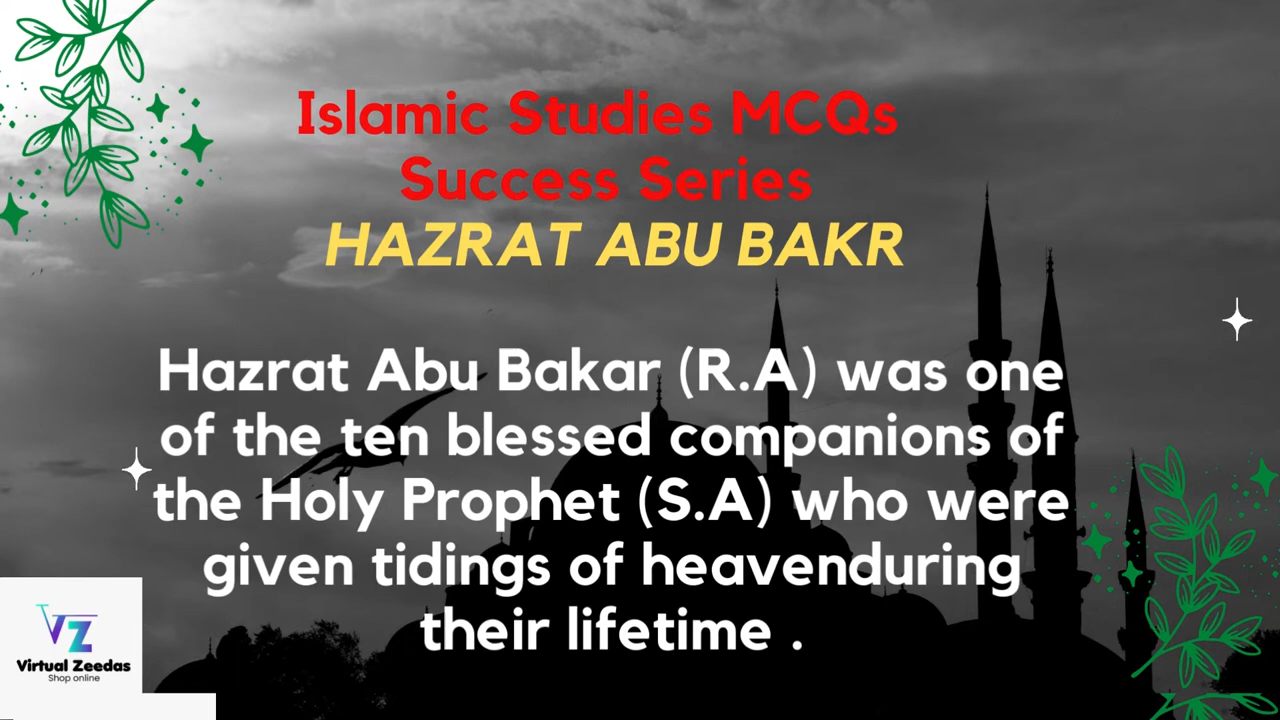 Islamic Studies MCQs
Success Series
HAZRAT ABU BAKR
Hazrat Abu Bakar (R.A) was one
of the ten blessed companions of
the Holy Prophet (S.A) who were
given tidings of heavenduring
their lifetime .
VZ
Virtual Zeedas
Shop online